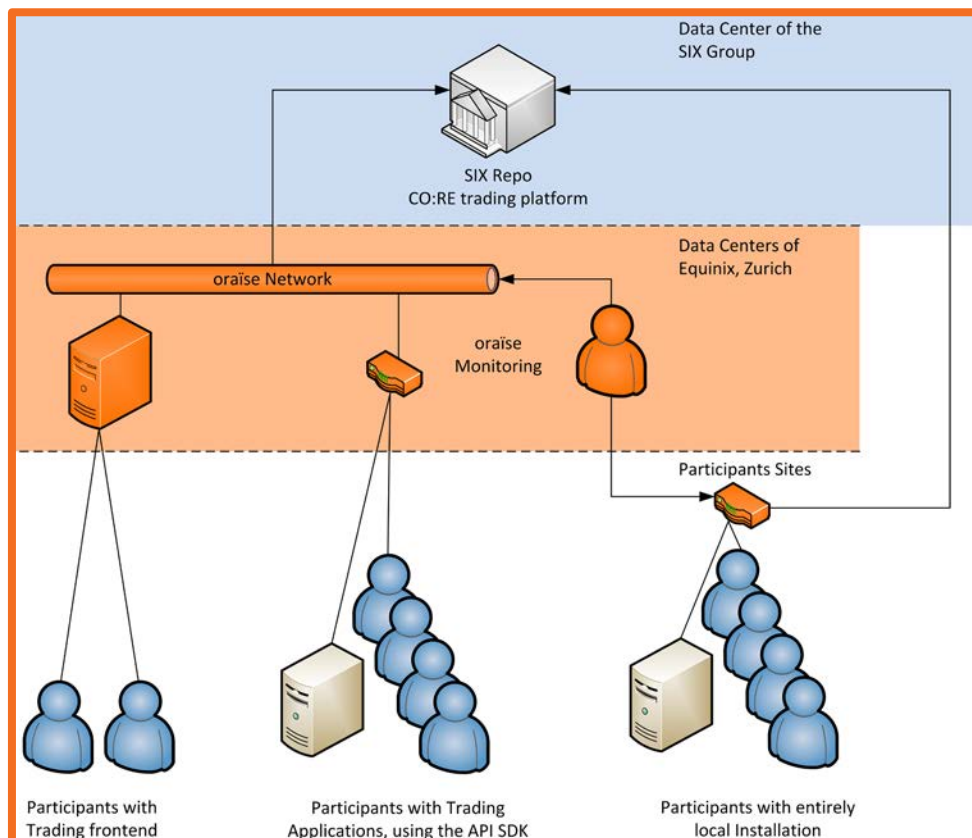 Data Center of the
SIX Group
SIX Repo
CO:RE trading platform
Data Centers of
Equinix, Zurich
oraïse Network
oraïse
Monitoring
Participants Sites
Participants with
Trading frontend
Participants with Trading
Applications, using the API SDK
Participants with entirely
local Installation